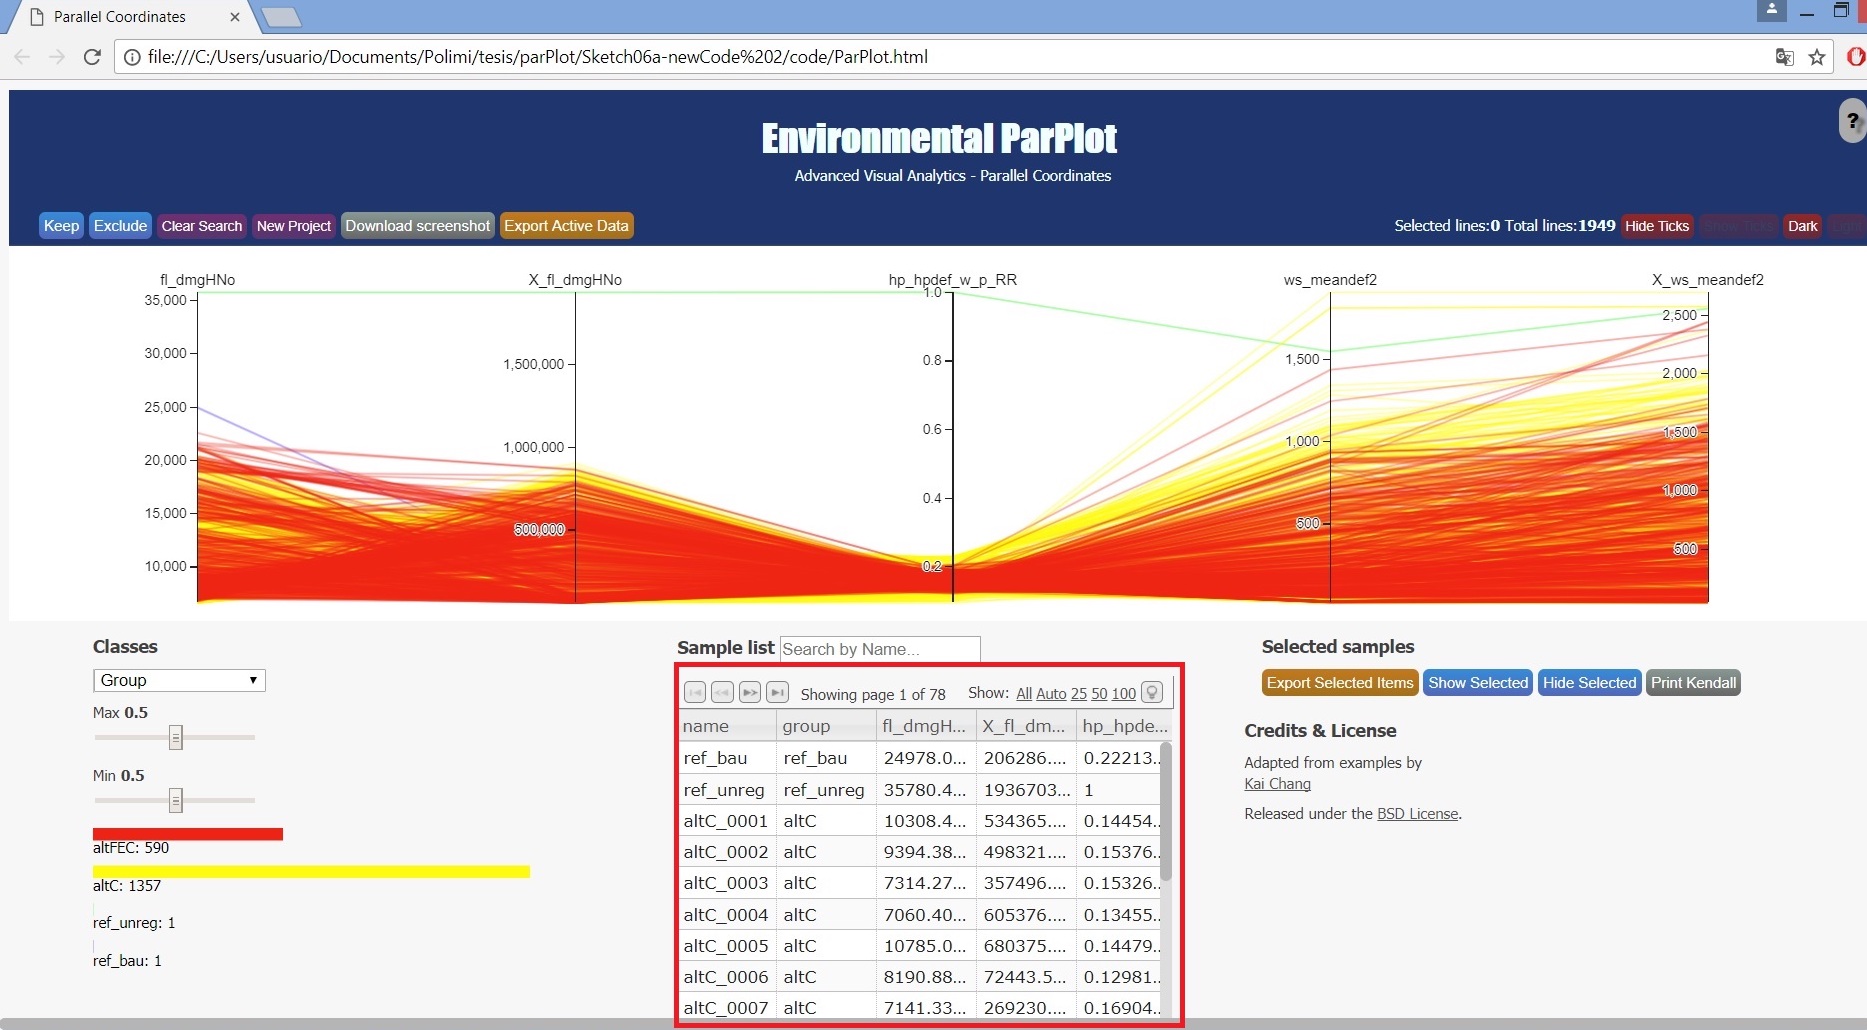 Parallel Coordinates
file:///C:/Users/usuario/Documents/Polimi/tesis/parPlot/Sketch06a-newCode%202/code/ParPlot.html
Environmental ParPlot
?
Advanced Visual Analytics - Parallel Coordinates
Keep Exclude Clear Search New Project Download screenshot Export Active Data Selected lines:0 Total lines:1949 Hide Ticks Show Ticks Dark Light
fl_dmgHNo X_fl_dmgHNo hp_hpdef_w_p_RR ws_meandef2 X_ws_meandef2
35,000
30,000
25,000
20,000
15,000
10,000
1,500,000
1,000,000
500,000
1.0
0.8
0.6
0.4
0.2
1,500
1,000
500
2,500
2,000
1,500
1,000
500
Classes
Group
Max 0.5
Min 0.5
altFEC: 590
altC: 1357
ref_unreg: 1
ref_bau: 1
Sample list Search by Name...
Showing page 1 of 78 Show: All Auto 25 50 100
name group fl_dmgH... X_fl_dm... hp_hpde...
ref_bau ref_bau 24978.0... 206286.... 0.22213..
ref_unreg ref_unreg 35780.4... 1936703... 1
altC_0001 altC 10308.4... 534365.... 0.14454..
altC_0002 altC 9394.38... 498321.... 0.15376..
altC_0003 altC 7314.27... 357496.... 0.15326..
altC_0004 altC 7060.40... 605376.... 0.13455..
altC_0005 altC 10785.0... 680375.... 0.14479..
altC_0006 altC 8190.88... 72443.5... 0.12981..
altC_0007 altC 7141.33... 269230.... 0.16904..
Selected samples
Export Selected Items Show Selected Hide Selected Print Kendall
Credits & License
Adapted from examples by
Kai Chang
Released under the BSD License.